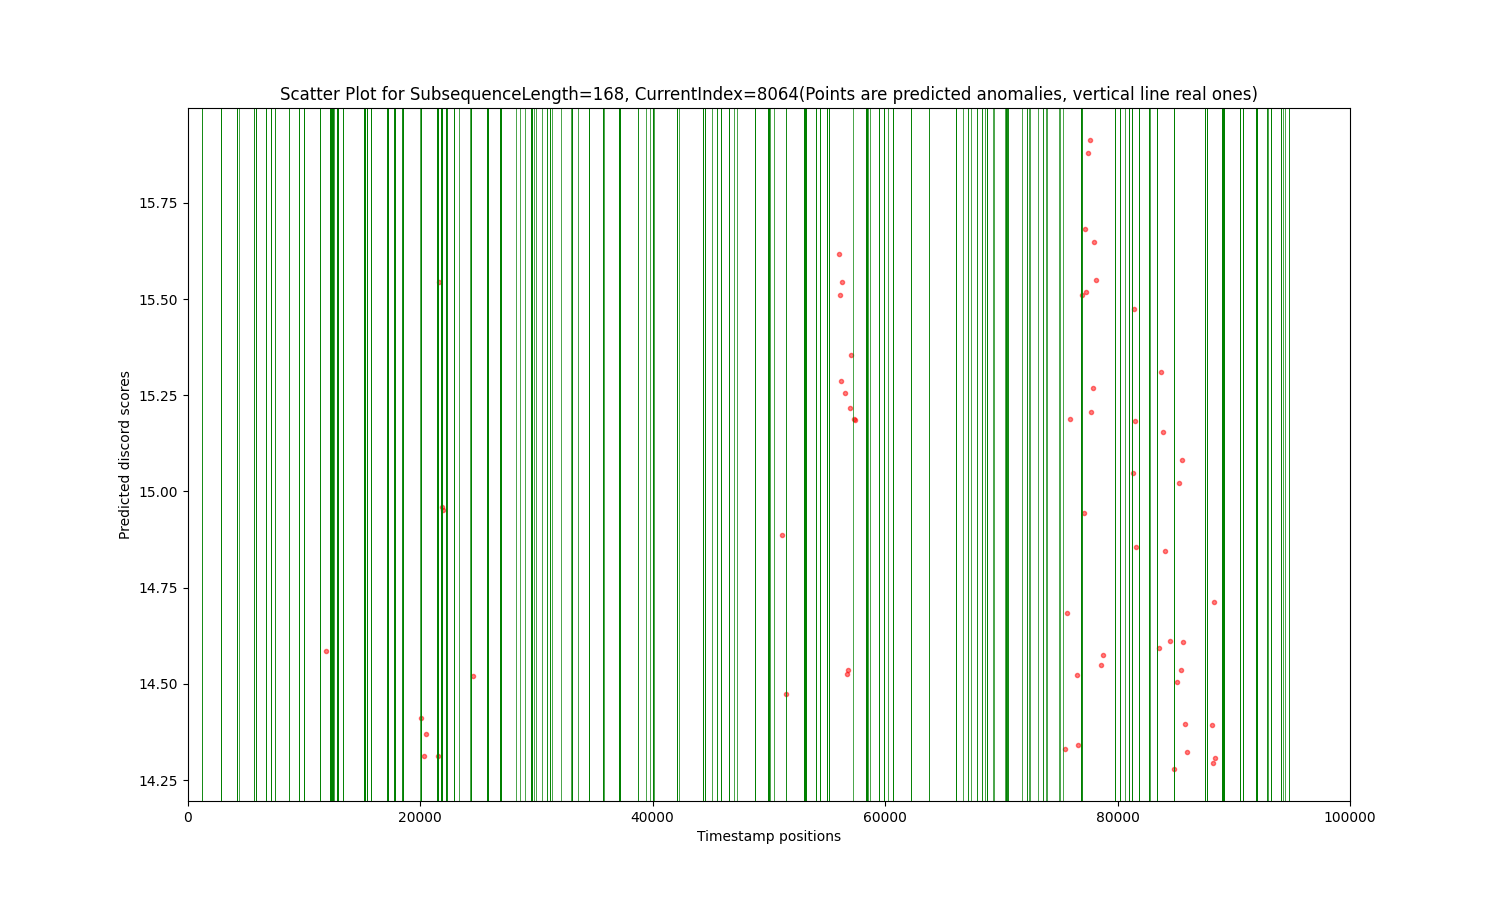 Scatter Plot for SubsequenceLength=168, CurrentIndex=8064(Points are predicted anomalies, vertical line real ones)
15.75
15.50
15.25
15.00
14.75
14.50
14.25
Predicted discord scores
0 20000 40000 60000 80000 100000
Timestamp positions